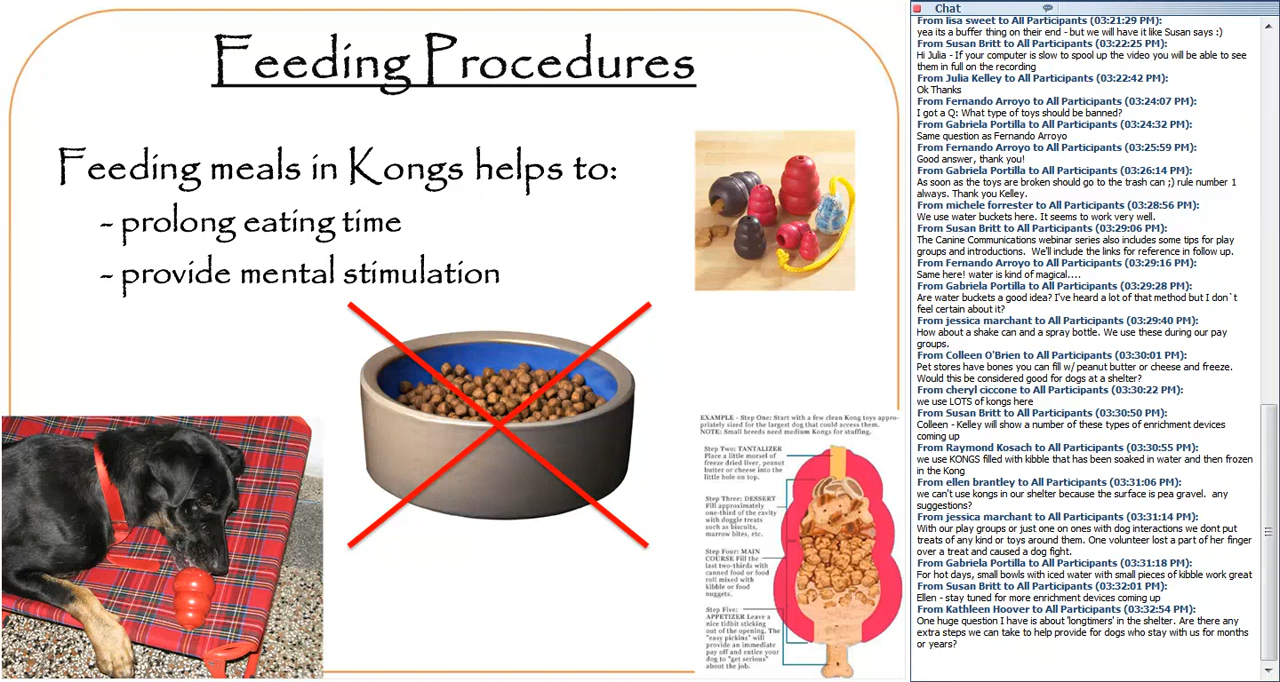 Feeding Procedures
Feeding meals in Kongs helps to:
- prolong eating time
- provide mental stimulation
EXAMPLE - Step One: Start with a few clean Kong toys appro-
priately sized for the largest dog that could access them.
NOTE: Small breeds need medium Kongs for stuffing.
Step Two: TANTALIZER
Place a little morsel of
freeze dried liver, peanut
butter or cheese into the
little hole on top.
Step Three: DESSERT
Fill approximately
one-third of the cavity
with doggie treats
such as biscuits,
marrow bites, etc.
Step Four: MAIN
COURSE Fill the
last two-thirds with
canned food or food
roll mixed with
kibble or food
nuggets.
Step Five:
APPETIZER Leave a
nice tidbit sticking
out of the opening. The
"easy pickins" will
provide an immediate
pay off and entice your
dog to "get serious"
about the job.
Chat
From lisa sweet to All Participants (03:21:29 PM):
yea its a buffer thing on their end - but we will have it like Susan says :)
From Susan Britt to All Participants (03:22:25 PM):
Hi Julia - If your computer is slow to spool up the video you will be able to see
them in full on the recording
From Julia Kelley to All Participants (03:22:42 PM):
Ok Thanks
From Fernando Arroyo to All Participants (03:24:07 PM):
I got a Q: What type of toys should be banned?
From Gabriela Portilla to All Participants (03:24:32 PM):
Same question as Fernando Arroyo
From Fernando Arroyo to All Participants (03:25:59 PM):
Good answer, thank you!
From Gabriela Portilla to All Participants (03:26:14 PM):
As soon as the toys are broken should go to the trash can ;) rule number 1
always. Thank you Kelley.
From michele forrester to All Participants (03:28:56 PM):
We use water buckets here. It seems to work very well.
From Susan Britt to All Participants (03:29:06 PM):
The Canine Communications webinar series also includes some tips for play
groups and introductions.  We'll include the links for reference in follow up.
From Fernando Arroyo to All Participants (03:29:16 PM):
Same here! water is kind of magical....
From Gabriela Portilla to All Participants (03:29:28 PM):
Are water buckets a good idea? I've heard a lot of that method but I don`t
feel certain about it?
From jessica marchant to All Participants (03:29:40 PM):
How about a shake can and a spray bottle. We use these during our pay
groups.
From Colleen O'Brien to All Participants (03:30:01 PM):
Pet stores have bones you can fill w/ peanut butter or cheese and freeze.
Would this be considered good for dogs at a shelter?
From cheryl ciccone to All Participants (03:30:22 PM):
we use LOTS of kongs here
From Susan Britt to All Participants (03:30:50 PM):
Colleen - Kelley will show a number of these types of enrichment devices
coming up
From Raymond Kosach to All Participants (03:30:55 PM):
we use KONGS filled with kibble that has been soaked in water and then frozen
in the Kong
From ellen brantley to All Participants (03:31:06 PM):
we can't use kongs in our shelter because the surface is pea gravel.  any
suggestions?
From jessica marchant to All Participants (03:31:14 PM):
With our play groups or just one on ones with dog interactions we dont put
treats of any kind or toys around them. One volunteer lost a part of her finger
over a treat and caused a dog fight.
From Gabriela Portilla to All Participants (03:31:18 PM):
For hot days, small bowls with iced water with small pieces of kibble work great
From Susan Britt to All Participants (03:32:01 PM):
Ellen - stay tuned for more enrichment devices coming up
From Kathleen Hoover to All Participants (03:32:54 PM):
One huge question I have is about 'longtimers' in the shelter. Are there any
extra steps we can take to help provide for dogs who stay with us for months
or years?